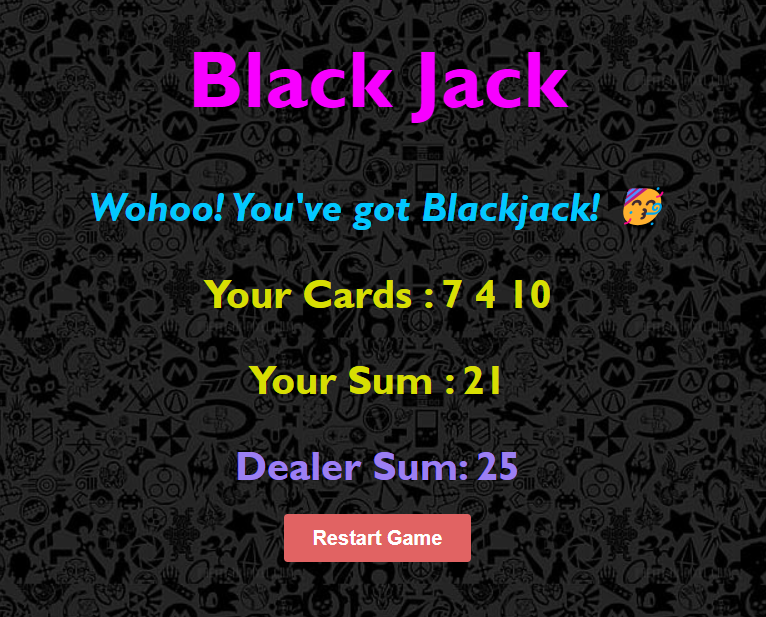 Black Jack
Wohoo! You've got Blackjack! 🥳
Your Cards : 7 4 10
Your Sum : 21
Dealer Sum: 25
Restart Game